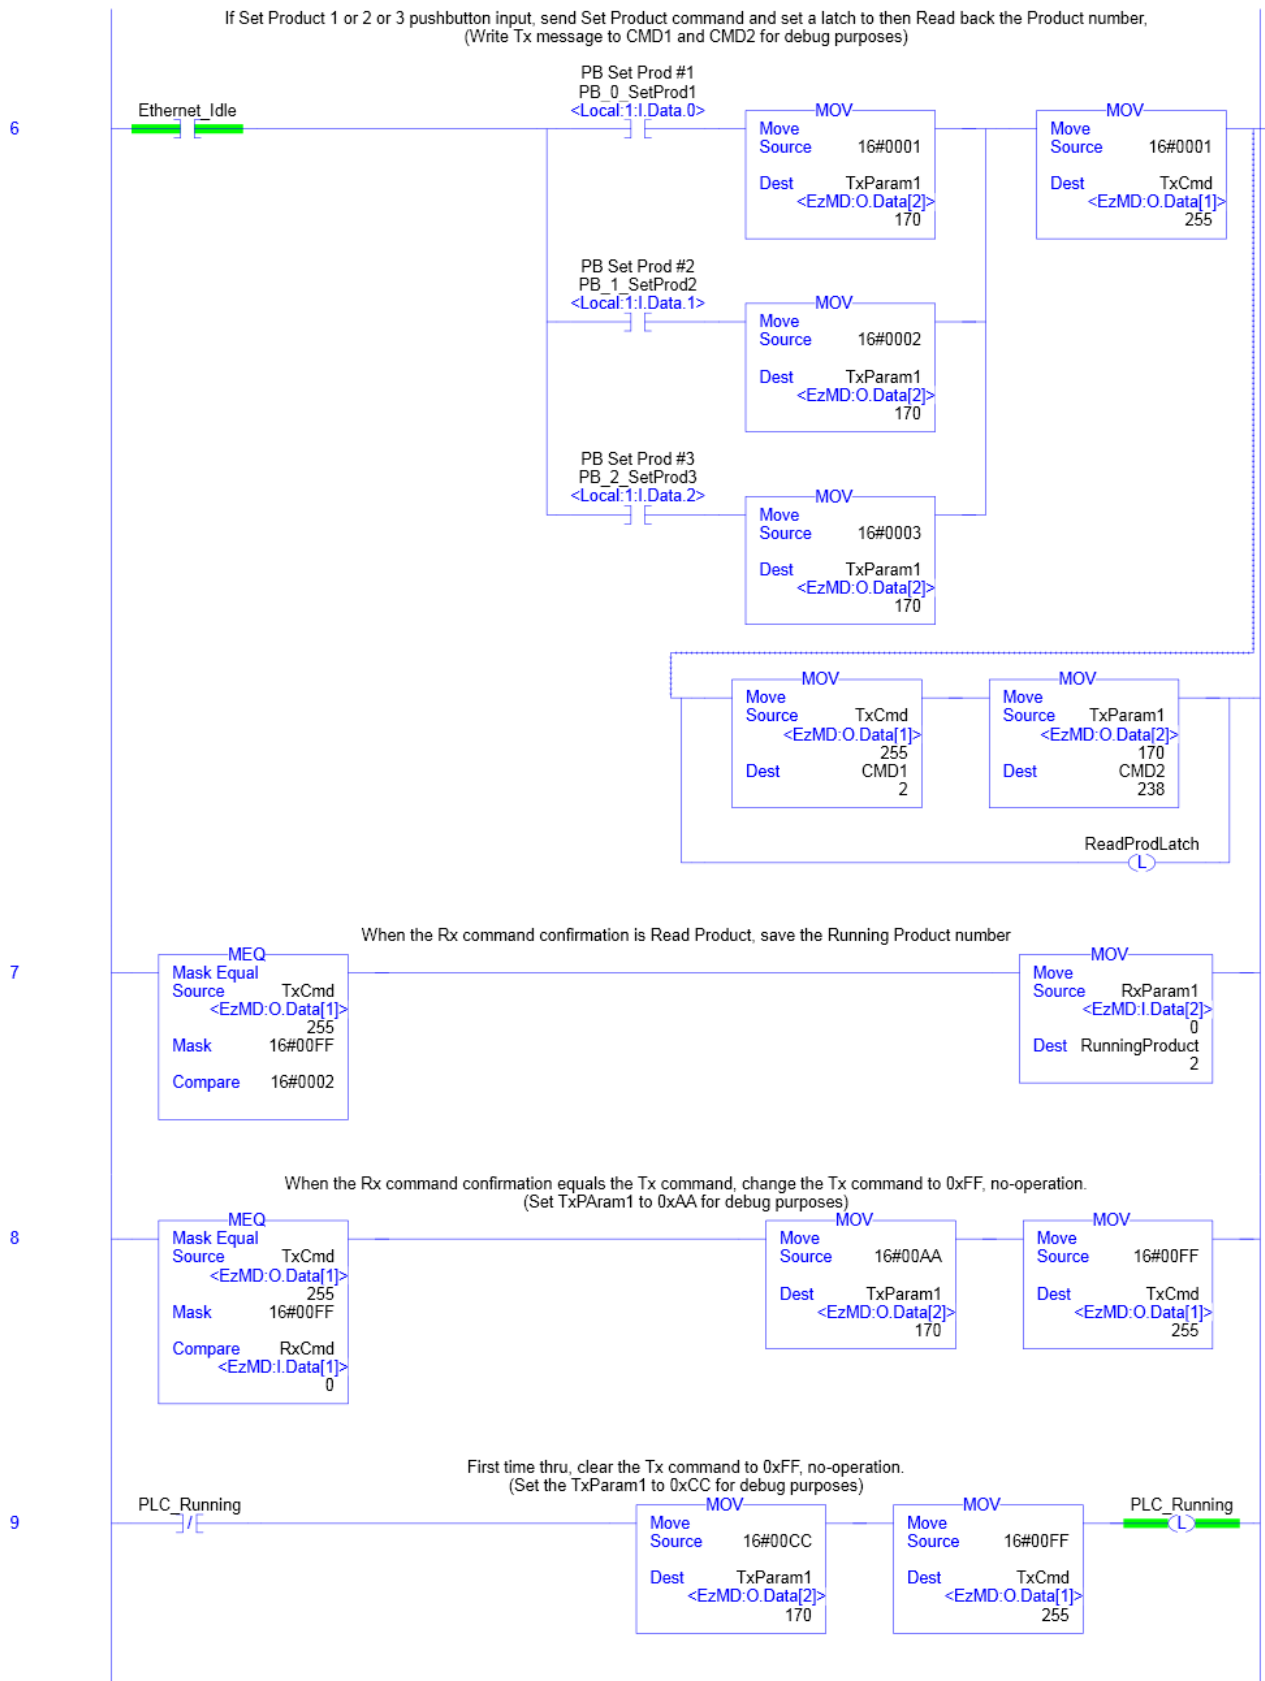 If Set Product 1 or 2 or 3 pushbutton input, send Set Product command and set a latch to then Read back the Product number,
(Write Tx message to CMD1 and CMD2 for debug purposes)
6
Ethernet_Idle
PB Set Prod #1
PB_0_SetProd1
<Local:1:I.Data.0>
MOV
Move
Source 16#0001
Dest TxParam1
<EzMD:O.Data[2]>
170
MOV
Move
Source 16#0001
Dest TxCmd
<EzMD:O.Data[1]>
255
PB Set Prod #2
PB_1_SetProd2
<Local:1:I.Data.1>
MOV
Move
Source 16#0002
Dest TxParam1
<EzMD:O.Data[2]>
170
PB Set Prod #3
PB_2_SetProd3
<Local:1:I.Data.2>
MOV
Move
Source 16#0003
Dest TxParam1
<EzMD:O.Data[2]>
170
MOV
Move
Source TxCmd
<EzMD:O.Data[1]>
255
Dest CMD1
2
MOV
Move
Source TxParam1
<EzMD:O.Data[2]>
170
Dest CMD2
238
ReadProdLatch
L
When the Rx command confirmation is Read Product, save the Running Product number
7
MEQ
Mask Equal
Source TxCmd
<EzMD:O.Data[1]>
255
Mask 16#00FF
Compare 16#0002
MOV
Move
Source RxParam1
<EzMD:I.Data[2]>
0
Dest RunningProduct
2
When the Rx command confirmation equals the Tx command, change the Tx command to 0xFF, no-operation.
(Set TxPAram1 to 0xAA for debug purposes)
8
MEQ
Mask Equal
Source TxCmd
<EzMD:O.Data[1]>
255
Mask 16#00FF
Compare RxCmd
<EzMD:I.Data[1]>
0
MOV
Move
Source 16#00AA
Dest TxParam1
<EzMD:O.Data[2]>
170
MOV
Move
Source 16#00FF
Dest TxCmd
<EzMD:O.Data[1]>
255
First time thru, clear the Tx command to 0xFF, no-operation.
(Set the TxParam1 to 0xCC for debug purposes)
9
PLC_Running
MOV
Move
Source 16#00CC
Dest TxParam1
<EzMD:O.Data[2]>
170
MOV
Move
Source 16#00FF
Dest TxCmd
<EzMD:O.Data[1]>
255
PLC_Running
L